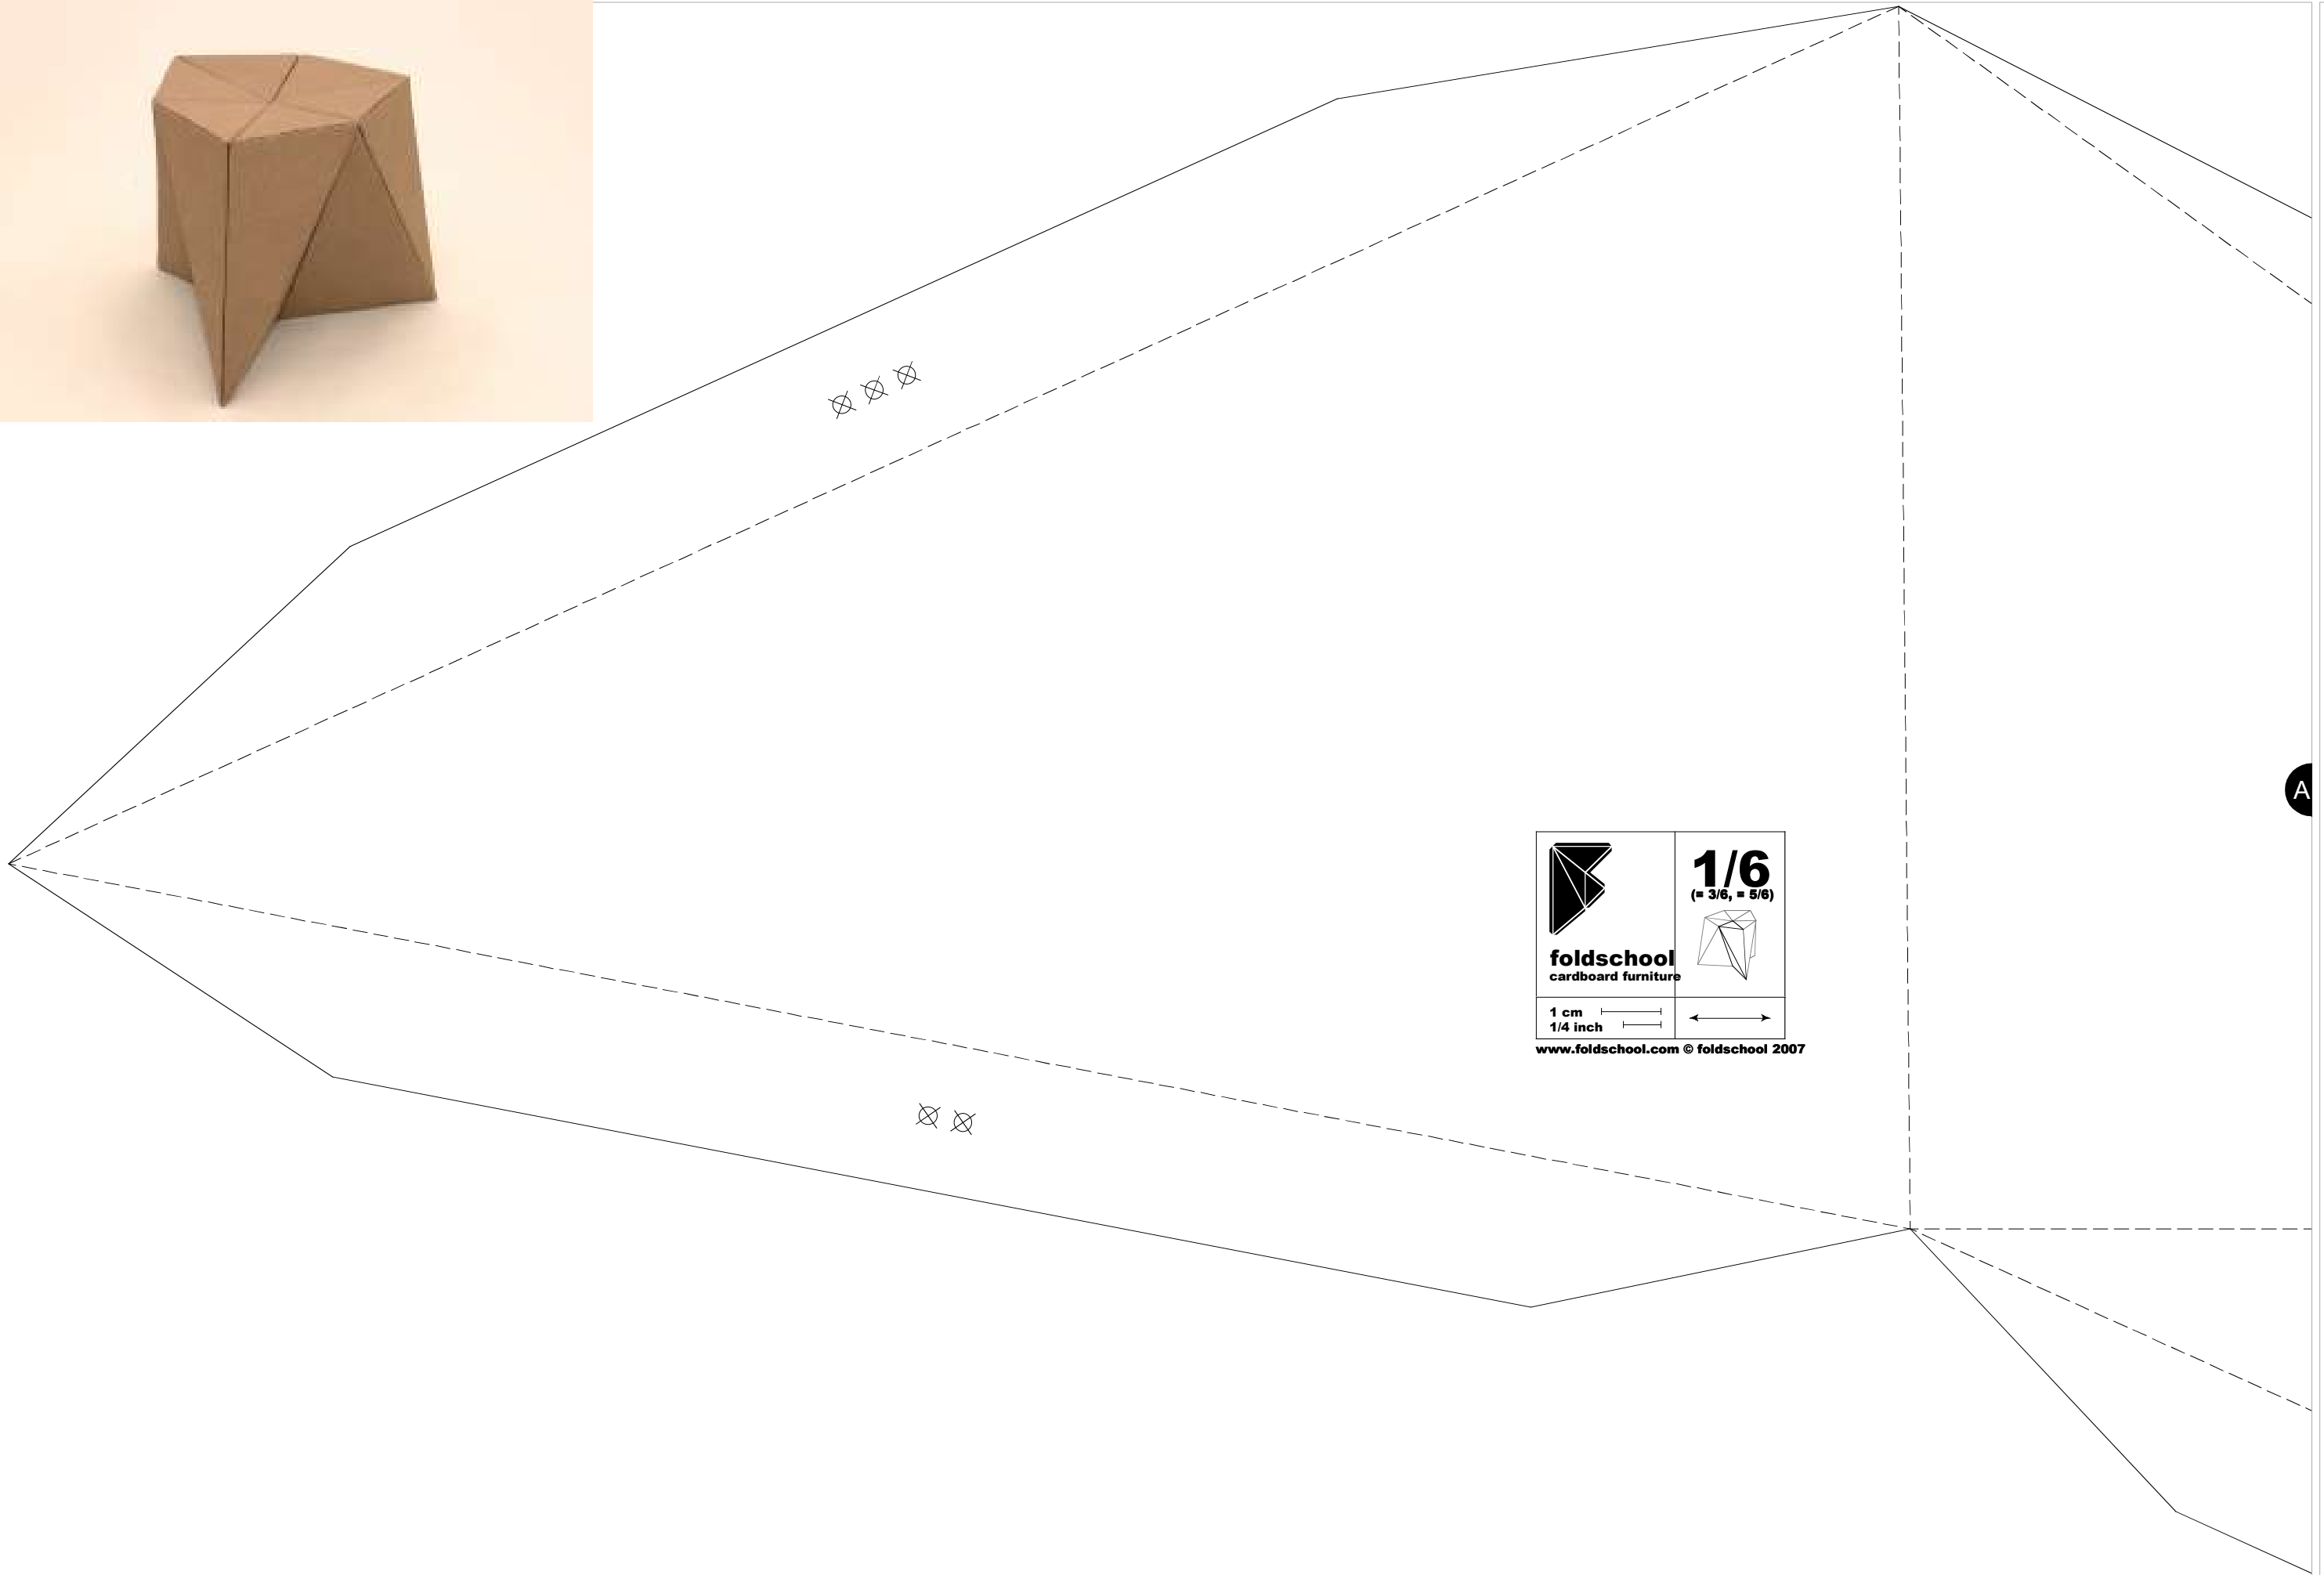 A
1/6
(= 3/6, = 5/6)
foldschool
cardboard furniture
1 cm
1/4 inch
www.foldschool.com © foldschool 2007